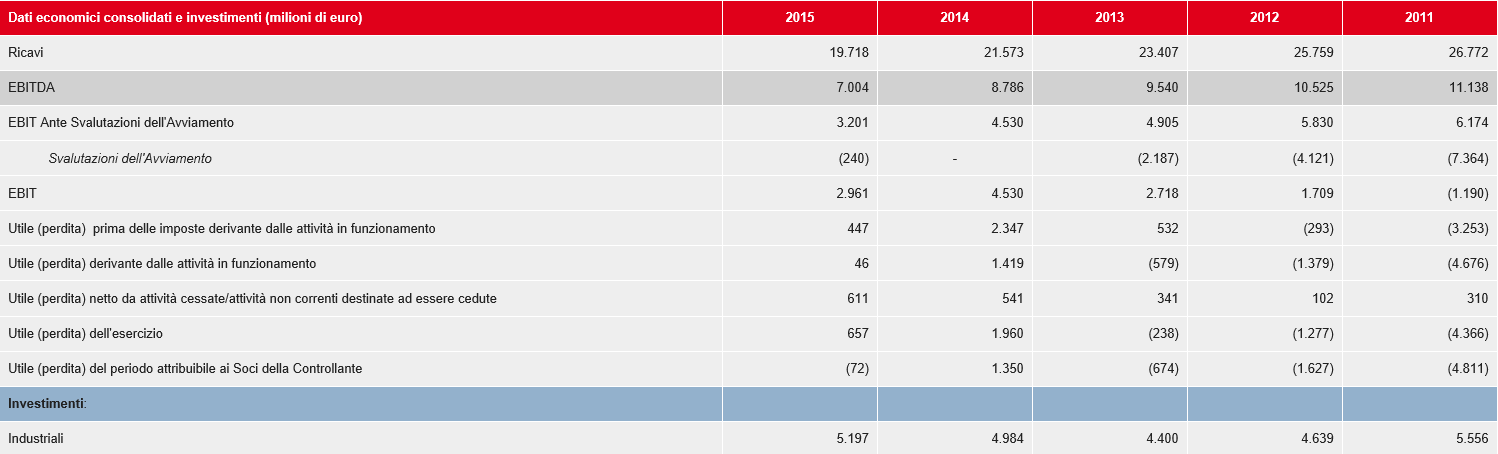 Dati economici consolidati e investimenti (milioni di euro) 2015 2014 2013 2012 2011
Ricavi 19.718 21.573 23.407 25.759 26.772
EBITDA 7.004 8.786 9.540 10.525 11.138
EBIT Ante Svalutazioni dell'Avviamento 3.201 4.530 4.905 5.830 6.174
Svalutazioni dell'Avviamento (240) - (2.187) (4.121) (7.364)
EBIT 2.961 4.530 2.718 1.709 (1.190)
Utile (perdita) prima delle imposte derivante dalle attività in funzionamento 447 2.347 532 (293) (3.253)
Utile (perdita) derivante dalle attività in funzionamento 46 1.419 (579) (1.379) (4.676)
Utile (perdita) netto da attività cessate/attività non correnti destinate ad essere cedute 611 541 341 102 310
Utile (perdita) dell'esercizio 657 1.960 (238) (1.277) (4.366)
Utile (perdita) del periodo attribuibile ai Soci della Controllante (72) 1.350 (674) (1.627) (4.811)
Investimenti:
Industriali 5.197 4.984 4.400 4.639 5.556